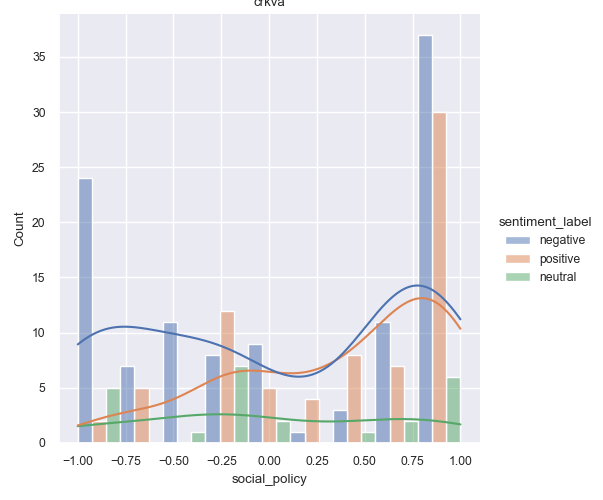 crkva
35
30
25
20
15
10
5
0
Count
−1.00 −0.75 −0.50 −0.25 0.00 0.25 0.50 0.75 1.00
social_policy
sentiment_label
negative
positive
neutral